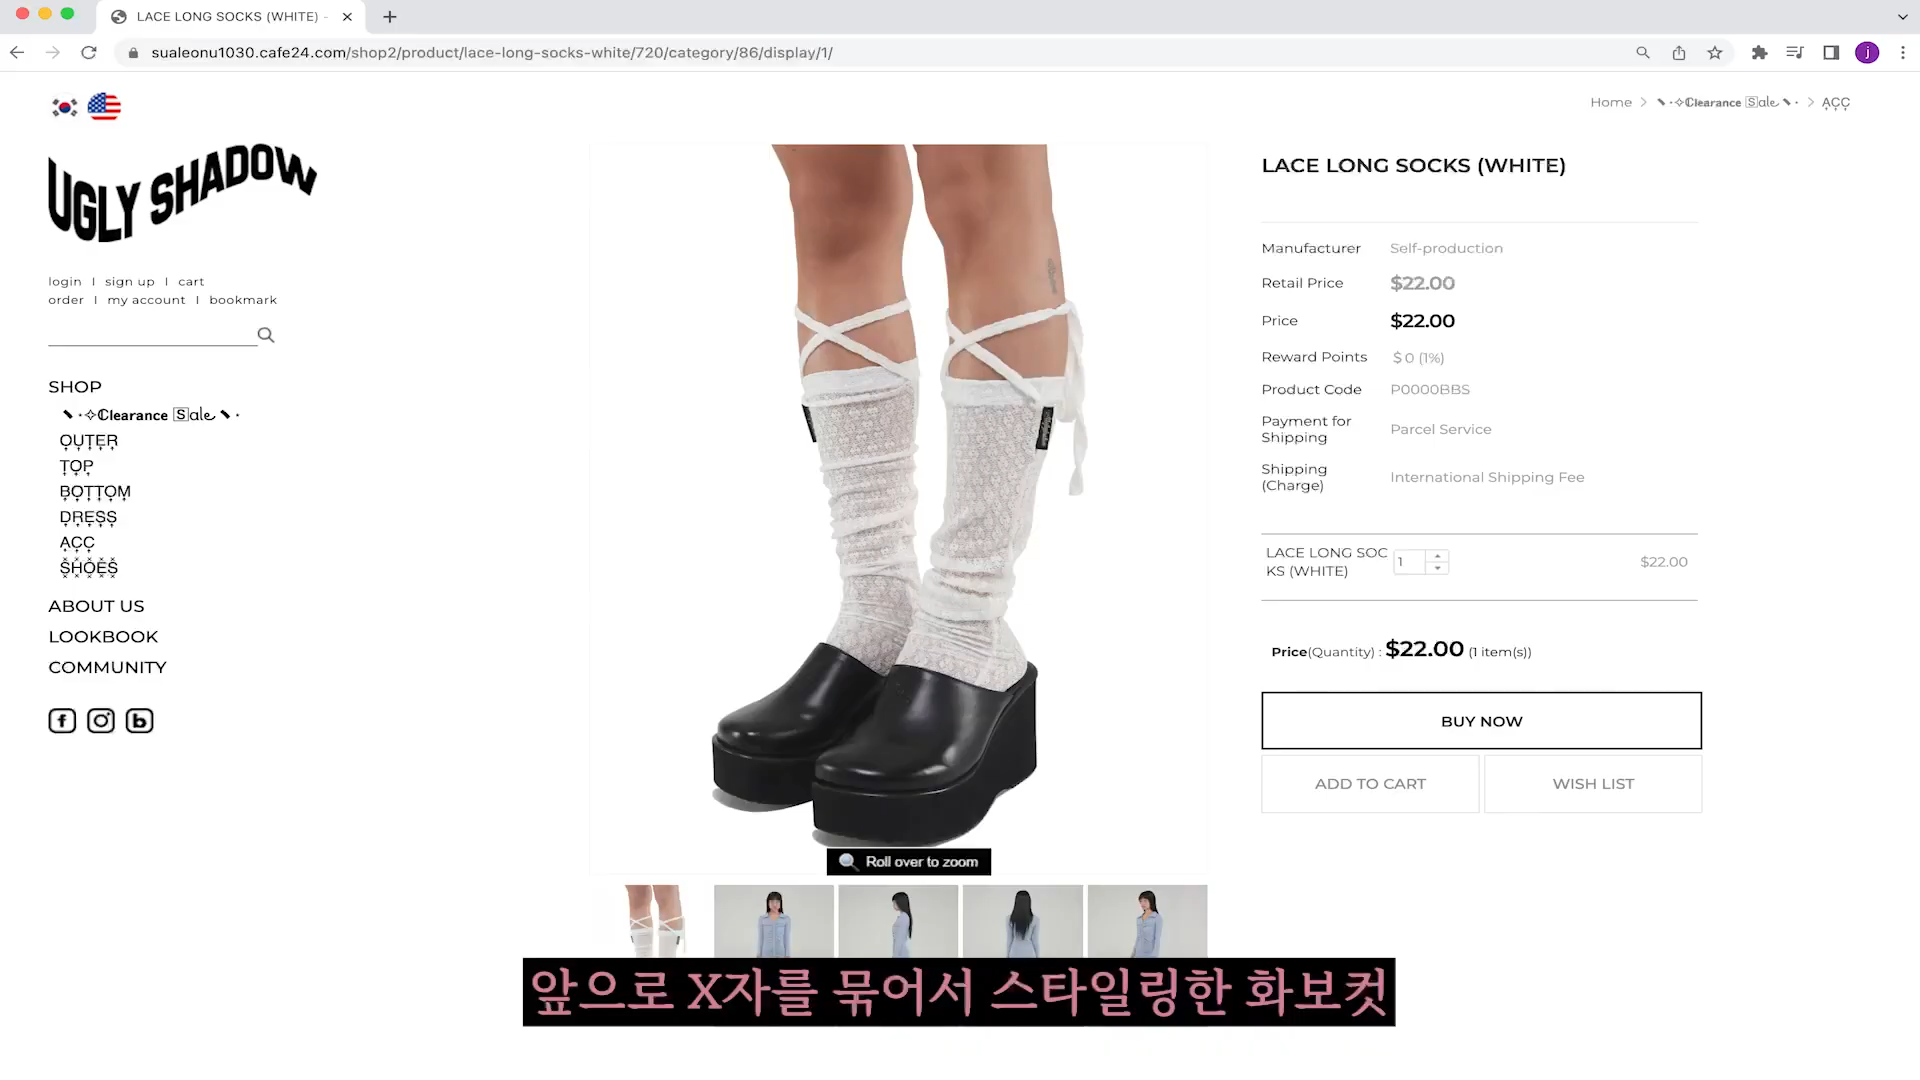 LACE LONG SOCKS (WHITE) -
sualeonu1030.cafe24.com/shop2/product/lace-long-socks-white/720/category/86/display/1/
j
Home > ⬩·✧ℂ𝕝𝕖𝕒𝕣𝕒𝕟𝕔𝕖 🅂ale⬩· > ACC
UGLY SHADOW
login | sign up | cart
order | my account | bookmark
SHOP
·✧ℂlearance 🅂ale ·
OUTER
TOP
BOTTOM
DRESS
ACC
SHOES
ABOUT US
LOOKBOOK
COMMUNITY
f
b
Roll over to zoom
LACE LONG SOCKS (WHITE)
Manufacturer Self-production
Retail Price $22.00
Price $22.00
Reward Points $ 0 (1%)
Product Code P0000BBS
Payment for
Shipping Parcel Service
Shipping
(Charge) International Shipping Fee
LACE LONG SOC
KS (WHITE) 1 $22.00
Price(Quantity) : $22.00 (1 item(s))
BUY NOW
ADD TO CART WISH LIST
앞으로 X자를 묶어서 스타일링한 화보컷